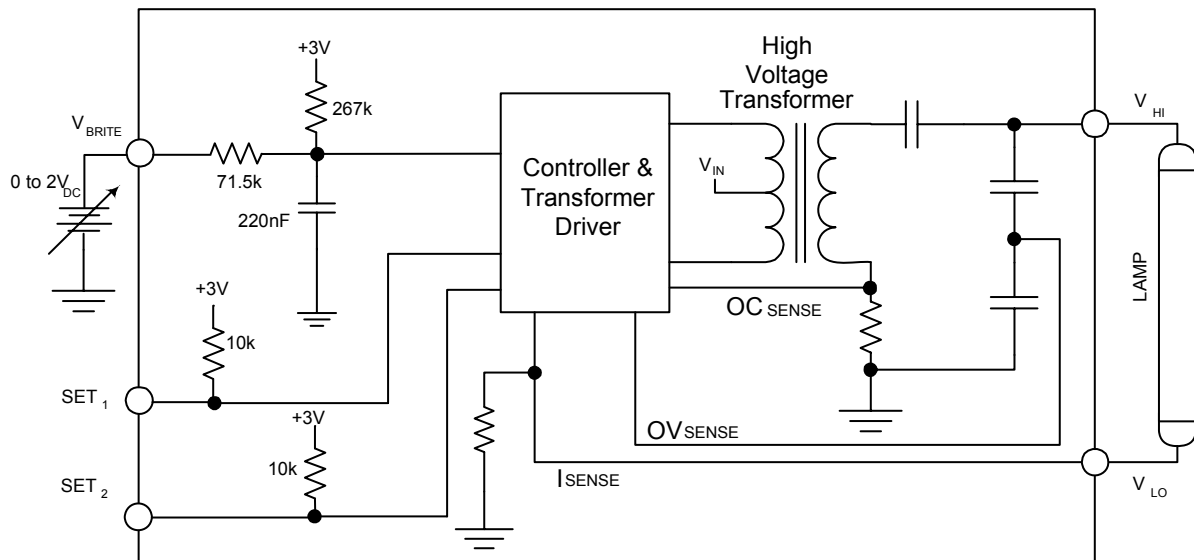 +3V
267k
V BRITE
71.5k
0 to 2V DC
220nF
High
Voltage
Transformer
Controller &
Transformer
Driver
V IN
V HI
LAMP
+3V
10k
SET 1
+3V
10k
SET 2
OC SENSE
OV SENSE
I SENSE
V LO